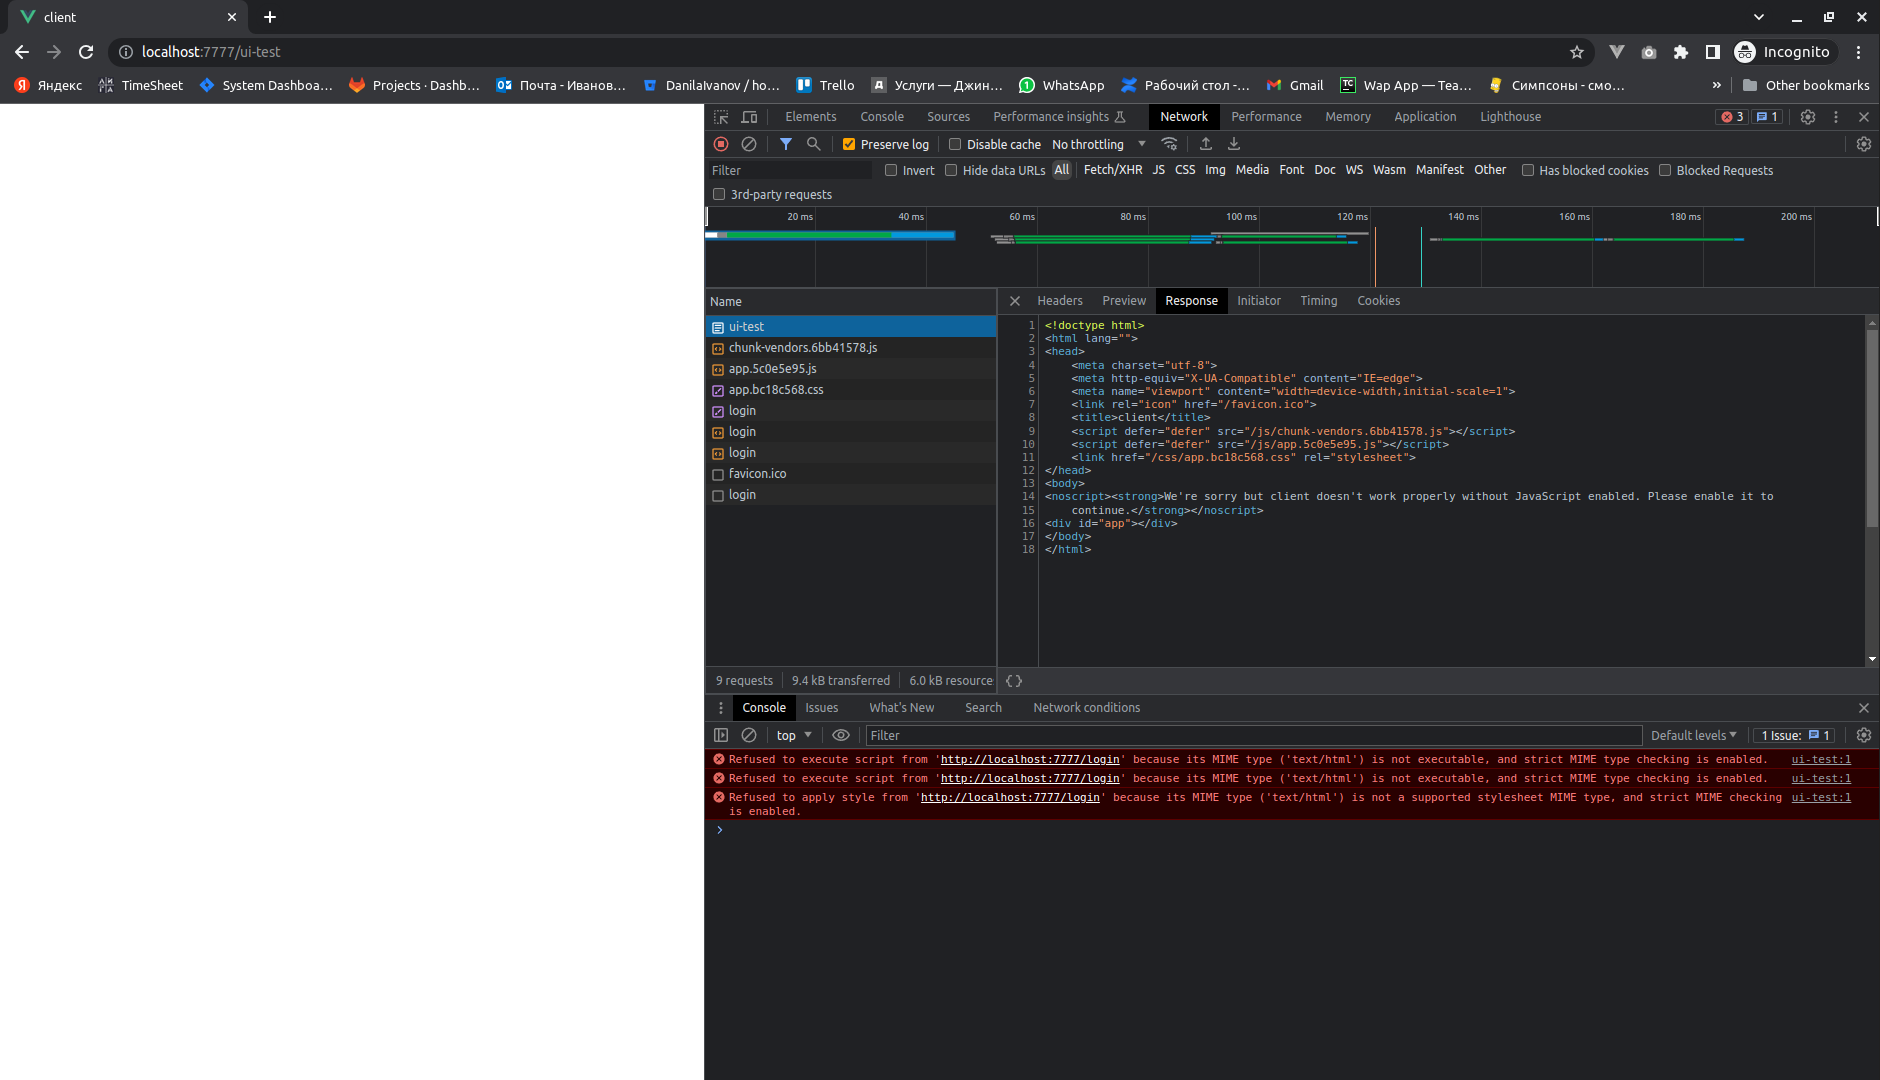 client
localhost:7777/ui-test
Incognito
Яндекс
TimeSheet
System Dashboa...
Projects · Dashb...
Почта - Иванов...
DanilaIvanov / ho...
Trello
Услуги — Джин...
WhatsApp
Рабочий стол -...
Gmail
Wap App — Tea...
Симпсоны - смо...
»
Other bookmarks
Elements Console Sources Performance insights Network Performance Memory Application Lighthouse 3 1
Preserve log Disable cache No throttling
Filter Invert Hide data URLs All Fetch/XHR JS CSS Img Media Font Doc WS Wasm Manifest Other Has blocked cookies Blocked Requests
3rd-party requests
20 ms 40 ms 60 ms 80 ms 100 ms 120 ms 140 ms 160 ms 180 ms 200 ms
Name
ui-test
chunk-vendors.6bb41578.js
app.5c0e5e95.js
app.bc18c568.css
login
login
login
favicon.ico
login
9 requests 9.4 kB transferred 6.0 kB resource
Headers Preview Response Initiator Timing Cookies
1 <!doctype html>
2 <html lang="">
3 <head>
4 <meta charset="utf-8">
5 <meta http-equiv="X-UA-Compatible" content="IE=edge">
6 <meta name="viewport" content="width=device-width,initial-scale=1">
7 <link rel="icon" href="/favicon.ico">
8 <title>client</title>
9 <script defer="defer" src="/js/chunk-vendors.6bb41578.js"></script>
10 <script defer="defer" src="/js/app.5c0e5e95.js"></script>
11 <link href="/css/app.bc18c568.css" rel="stylesheet">
12 </head>
13 <body>
14 <noscript><strong>We're sorry but client doesn't work properly without JavaScript enabled. Please enable it to
15 continue.</strong></noscript>
16 <div id="app"></div>
17 </body>
18 </html>
{}
Console Issues What's New Search Network conditions
top Filter Default levels 1 Issue: 1
Refused to execute script from 'http://localhost:7777/login' because its MIME type ('text/html') is not executable, and strict MIME type checking is enabled. ui-test:1
Refused to execute script from 'http://localhost:7777/login' because its MIME type ('text/html') is not executable, and strict MIME type checking is enabled. ui-test:1
Refused to apply style from 'http://localhost:7777/login' because its MIME type ('text/html') is not a supported stylesheet MIME type, and strict MIME checking ui-test:1
is enabled.